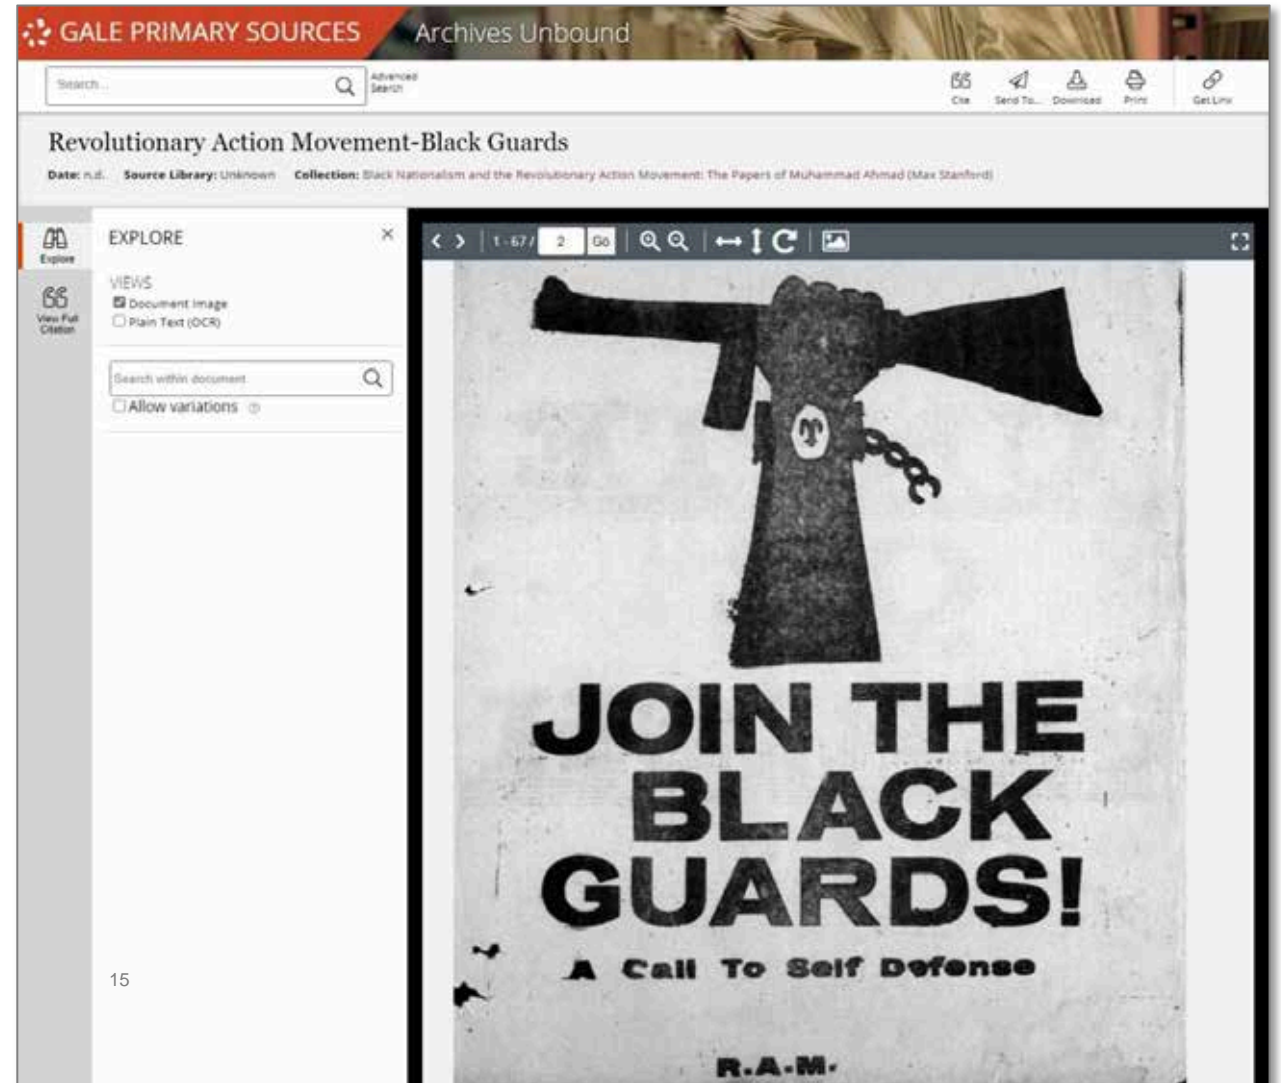 GALE PRIMARY SOURCES Archives Unbound
Search...
Advanced Search
Cite Send To... Download Print Get Link
Revolutionary Action Movement-Black Guards
Date: n.d. Source Library: Unknown Collection: Black Nationalism and the Revolutionary Action Movement: The Papers of Muhammad Ahmad (Max Stanford)
Explore
View Full Citation
EXPLORE ×
VIEWS
Document Image
Plain Text (OCR)
Search within document
Allow variations
1 - 67 / 2 Go
JOIN THE
BLACK
GUARDS!
A Call To Self Defense
R.A.M.
15